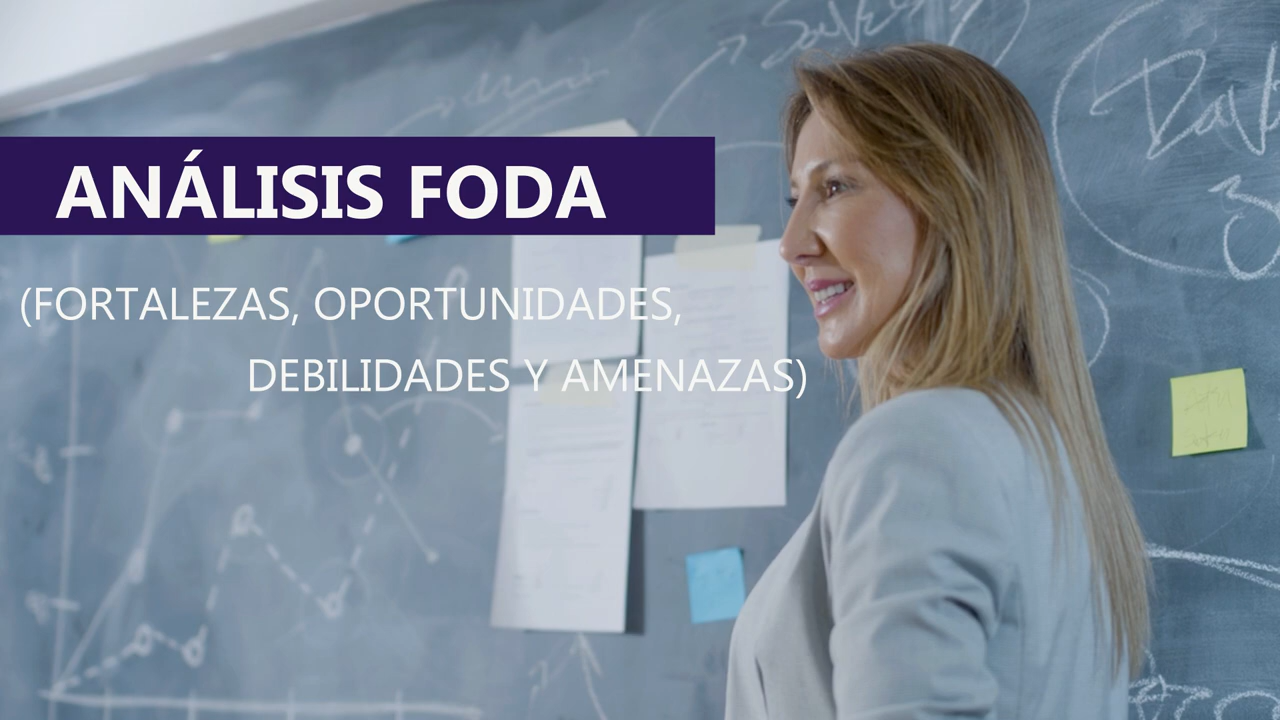 ANÁLISIS FODA
(FORTALEZAS, OPORTUNIDADES,
DEBILIDADES Y AMENAZAS)